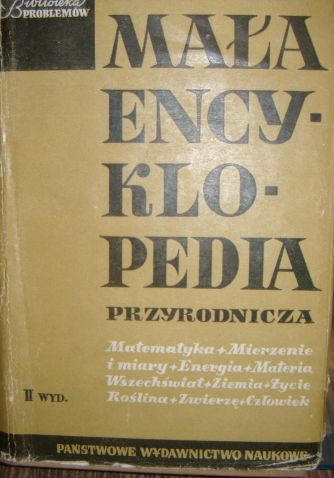 Biblioteka
PROBLEMÓW
MAŁA
ENCY-
KLO-
PEDIA
PRZYRODNICZA
Matematyka + Mierzenie
i miary + Energia + Materia
Wszechświat + Ziemia + Życie
Roślina + Zwierzę + Człowiek
II WYD.
PAŃSTWOWE WYDAWNICTWO NAUKOWE